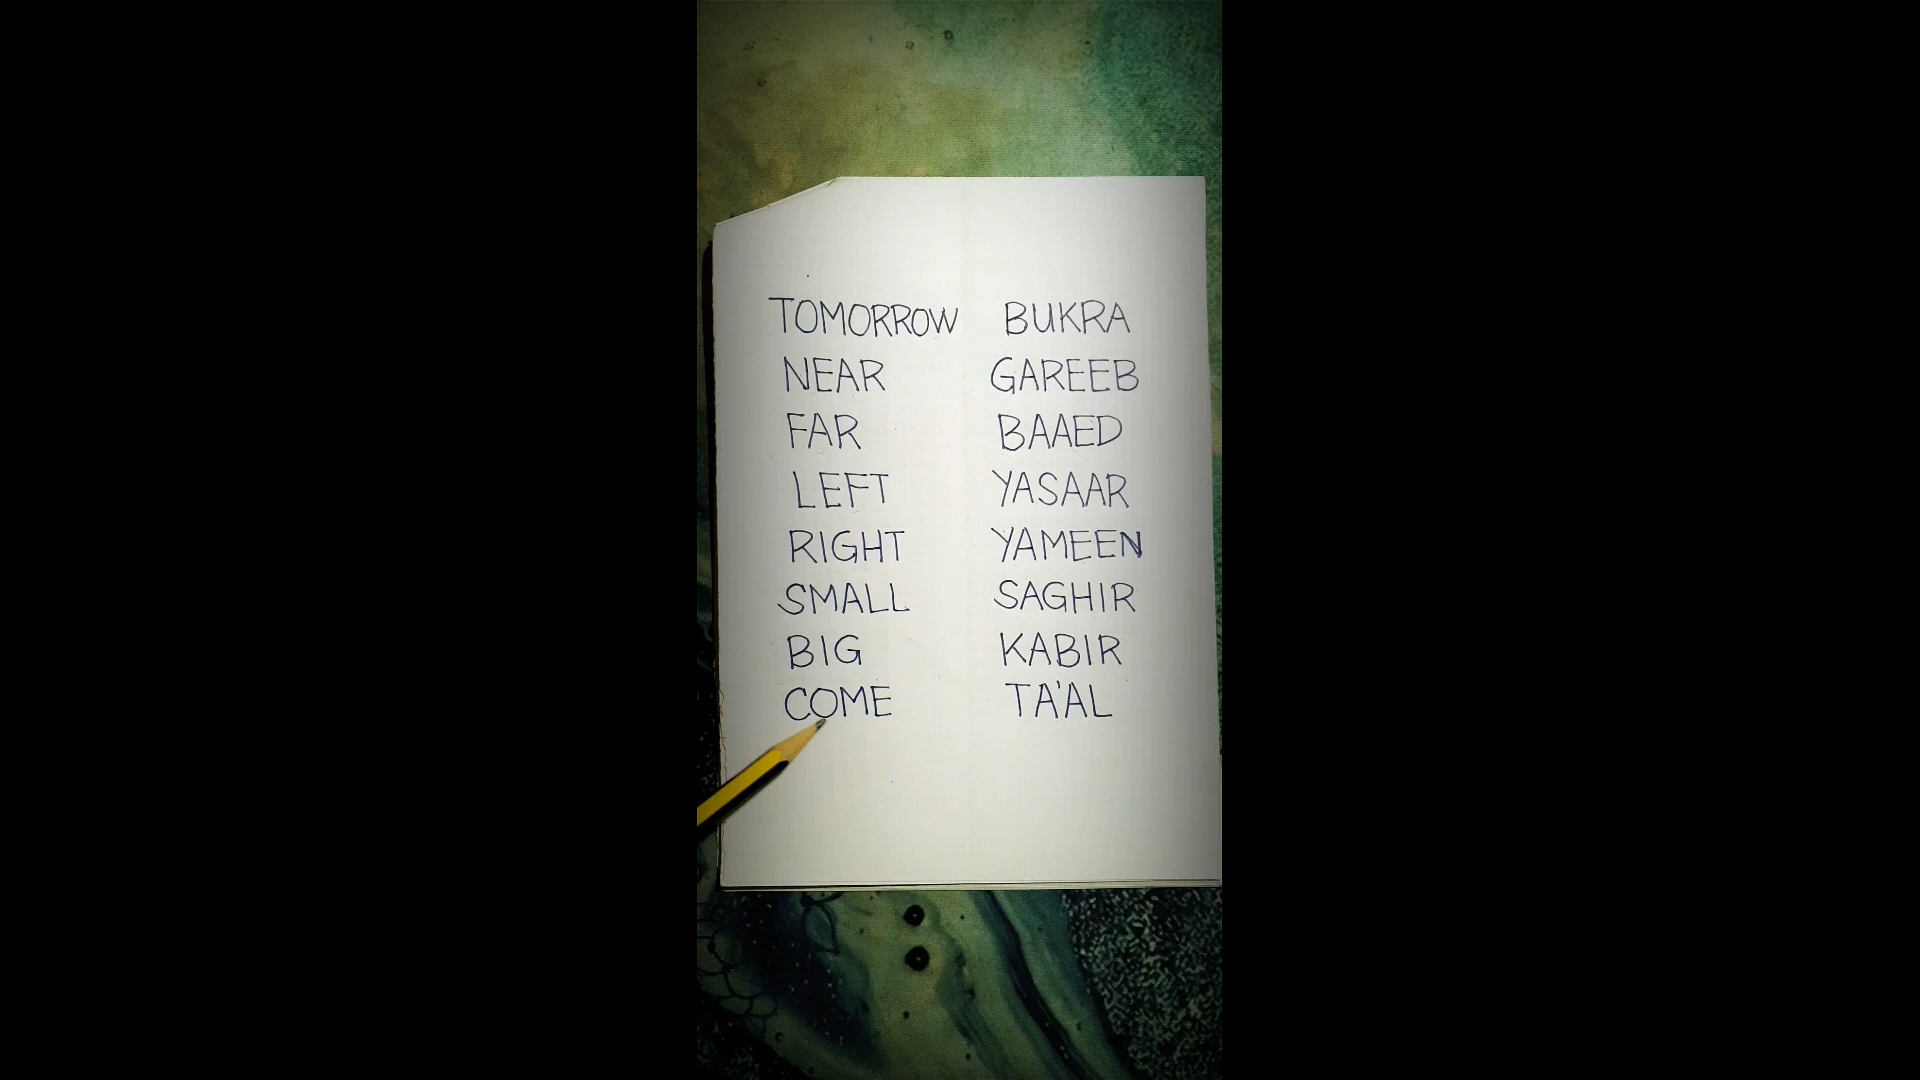 TOMORROW BUKRA
NEAR GAREEB
FAR BAAED
LEFT YASAAR
RIGHT YAMEEN
SMALL SAGHIR
BIG KABIR
COME TA'AL